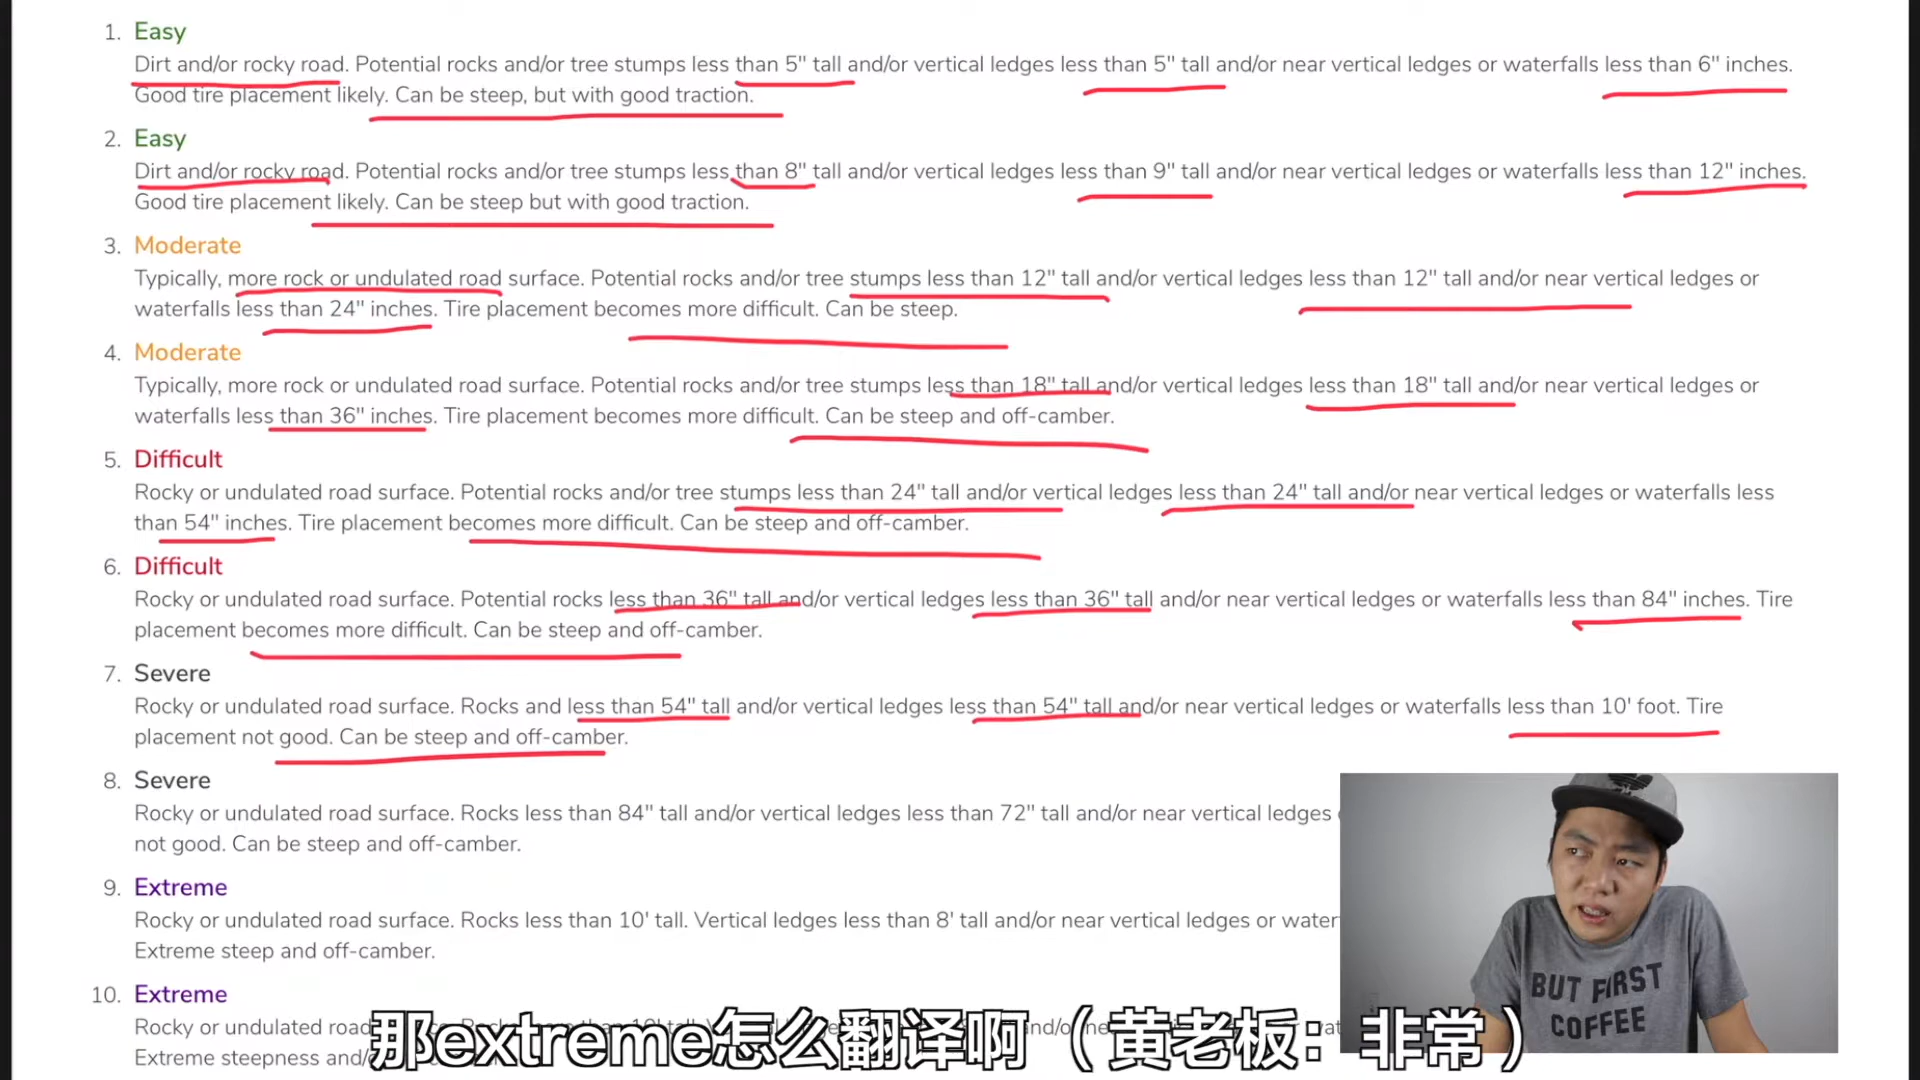 1. Easy
Dirt and/or rocky road. Potential rocks and/or tree stumps less than 5" tall and/or vertical ledges less than 5" tall and/or near vertical ledges or waterfalls less than 6" inches.
Good tire placement likely. Can be steep, but with good traction.
2. Easy
Dirt and/or rocky road. Potential rocks and/or tree stumps less than 8" tall and/or vertical ledges less than 9" tall and/or near vertical ledges or waterfalls less than 12" inches.
Good tire placement likely. Can be steep but with good traction.
3. Moderate
Typically, more rock or undulated road surface. Potential rocks and/or tree stumps less than 12" tall and/or vertical ledges less than 12" tall and/or near vertical ledges or
waterfalls less than 24" inches. Tire placement becomes more difficult. Can be steep.
4. Moderate
Typically, more rock or undulated road surface. Potential rocks and/or tree stumps less than 18" tall and/or vertical ledges less than 18" tall and/or near vertical ledges or
waterfalls less than 36" inches. Tire placement becomes more difficult. Can be steep and off-camber.
5. Difficult
Rocky or undulated road surface. Potential rocks and/or tree stumps less than 24" tall and/or vertical ledges less than 24" tall and/or near vertical ledges or waterfalls less
than 54" inches. Tire placement becomes more difficult. Can be steep and off-camber.
6. Difficult
Rocky or undulated road surface. Potential rocks less than 36" tall and/or vertical ledges less than 36" tall and/or near vertical ledges or waterfalls less than 84" inches. Tire
placement becomes more difficult. Can be steep and off-camber.
7. Severe
Rocky or undulated road surface. Rocks and less than 54" tall and/or vertical ledges less than 54" tall and/or near vertical ledges or waterfalls less than 10' foot. Tire
placement not good. Can be steep and off-camber.
8. Severe
Rocky or undulated road surface. Rocks less than 84" tall and/or vertical ledges less than 72" tall and/or near vertical ledges
not good. Can be steep and off-camber.
9. Extreme
Rocky or undulated road surface. Rocks less than 10' tall. Vertical ledges less than 8' tall and/or near vertical ledges or water
Extreme steep and off-camber.
10. Extreme
Rocky or undulated road
Extreme steepness and/
BUT FIRST
COFFEE
那extreme怎么翻译啊（黄老板：非常）